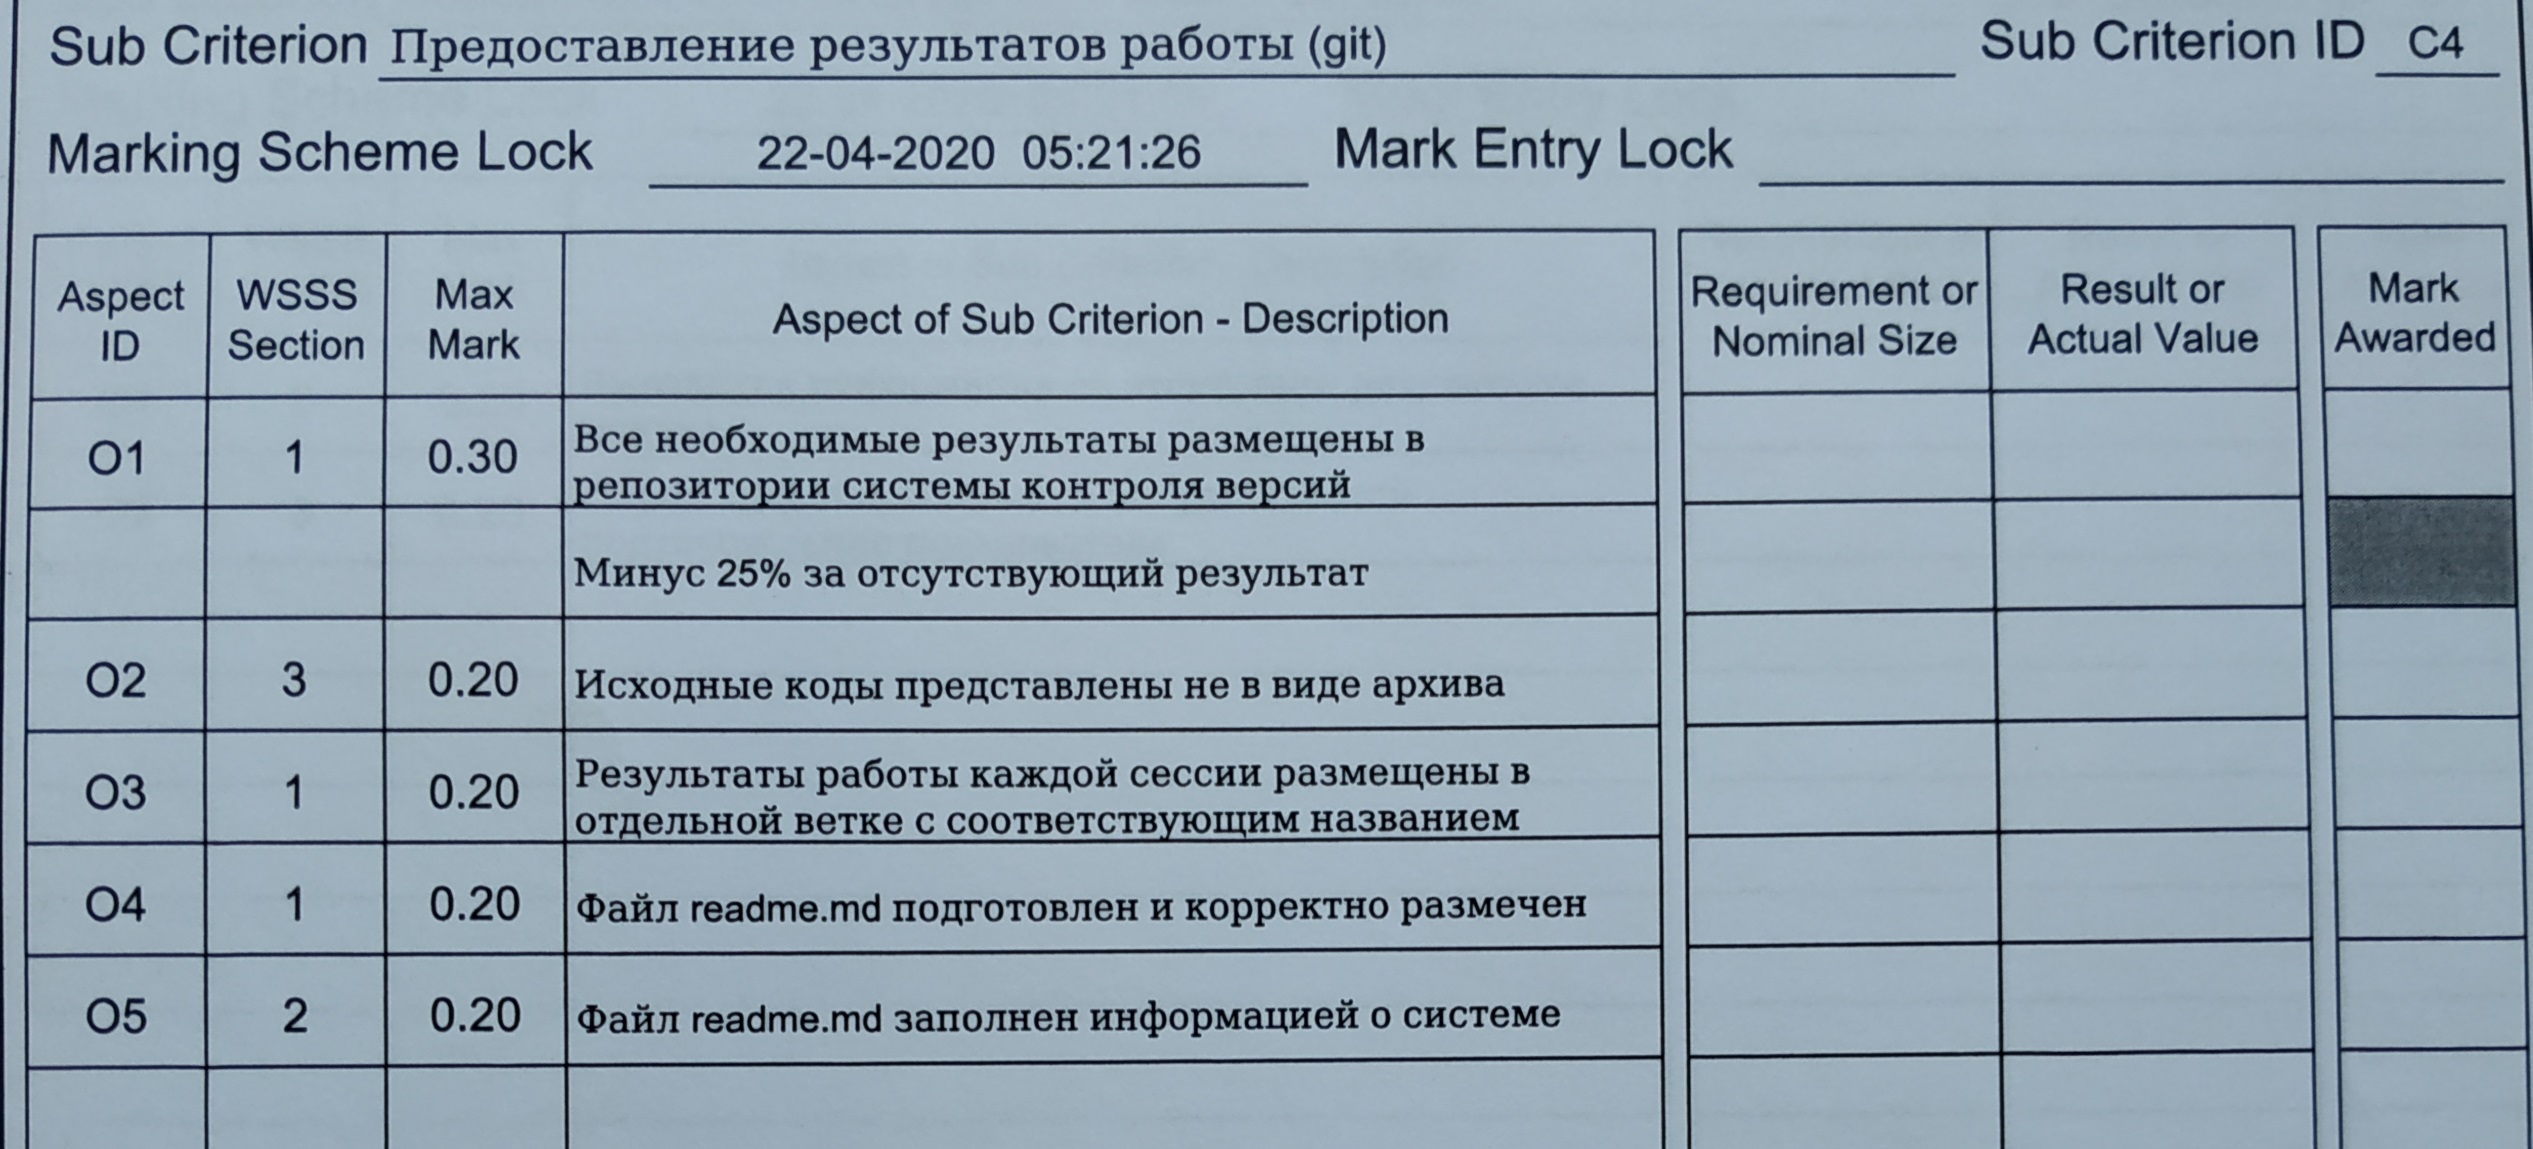 Sub Criterion Предоставление результатов работы (git) Sub Criterion ID C4
Marking Scheme Lock 22-04-2020 05:21:26 Mark Entry Lock
Aspect ID WSSS Section Max Mark Aspect of Sub Criterion - Description Requirement or Nominal Size Result or Actual Value Mark Awarded
O1 1 0.30 Все необходимые результаты размещены в
репозитории системы контроля версий
Минус 25% за отсутствующий результат
O2 3 0.20 Исходные коды представлены не в виде архива
O3 1 0.20 Результаты работы каждой сессии размещены в
отдельной ветке с соответствующим названием
O4 1 0.20 Файл readme.md подготовлен и корректно размечен
O5 2 0.20 Файл readme.md заполнен информацией о системе